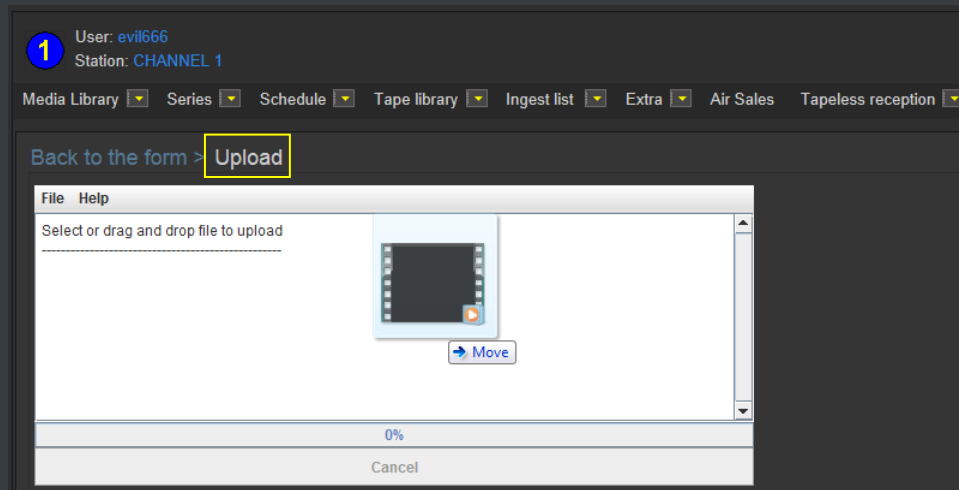 1
User: evil666
Station: CHANNEL 1
Media Library Series Schedule Tape library Ingest list Extra Air Sales Tapeless reception
Back to the form > Upload
File Help
Select or drag and drop file to upload
------------------------------------------------
Move
0%
Cancel